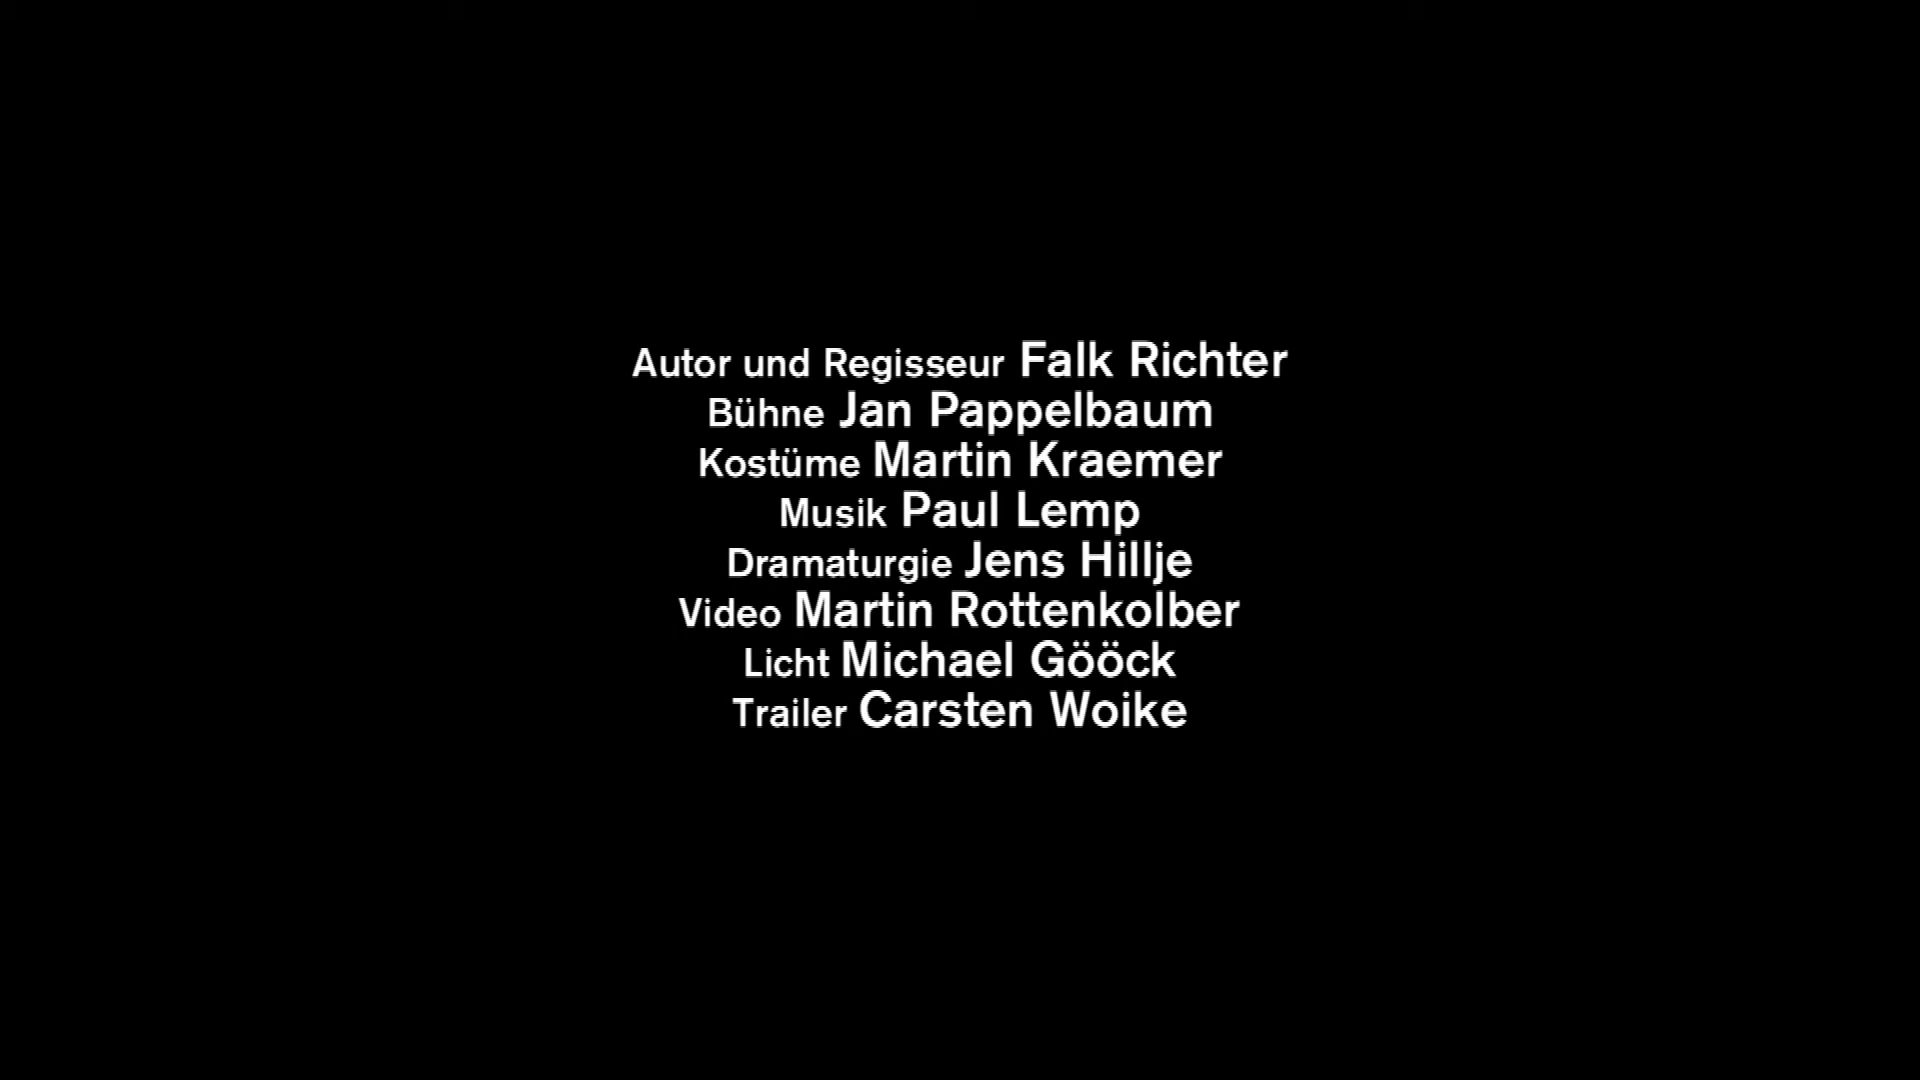 Autor und Regisseur Falk Richter
Bühne Jan Pappelbaum
Kostüme Martin Kraemer
Musik Paul Lemp
Dramaturgie Jens Hillje
Video Martin Rottenkolber
Licht Michael Gööck
Trailer Carsten Woike